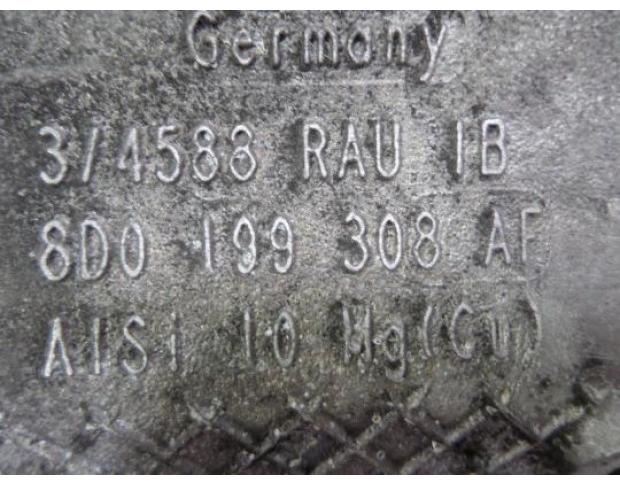 Germany
3/4588 RAU IB
8D0 199 308 AF
AlSi 10 Mg(Cu)